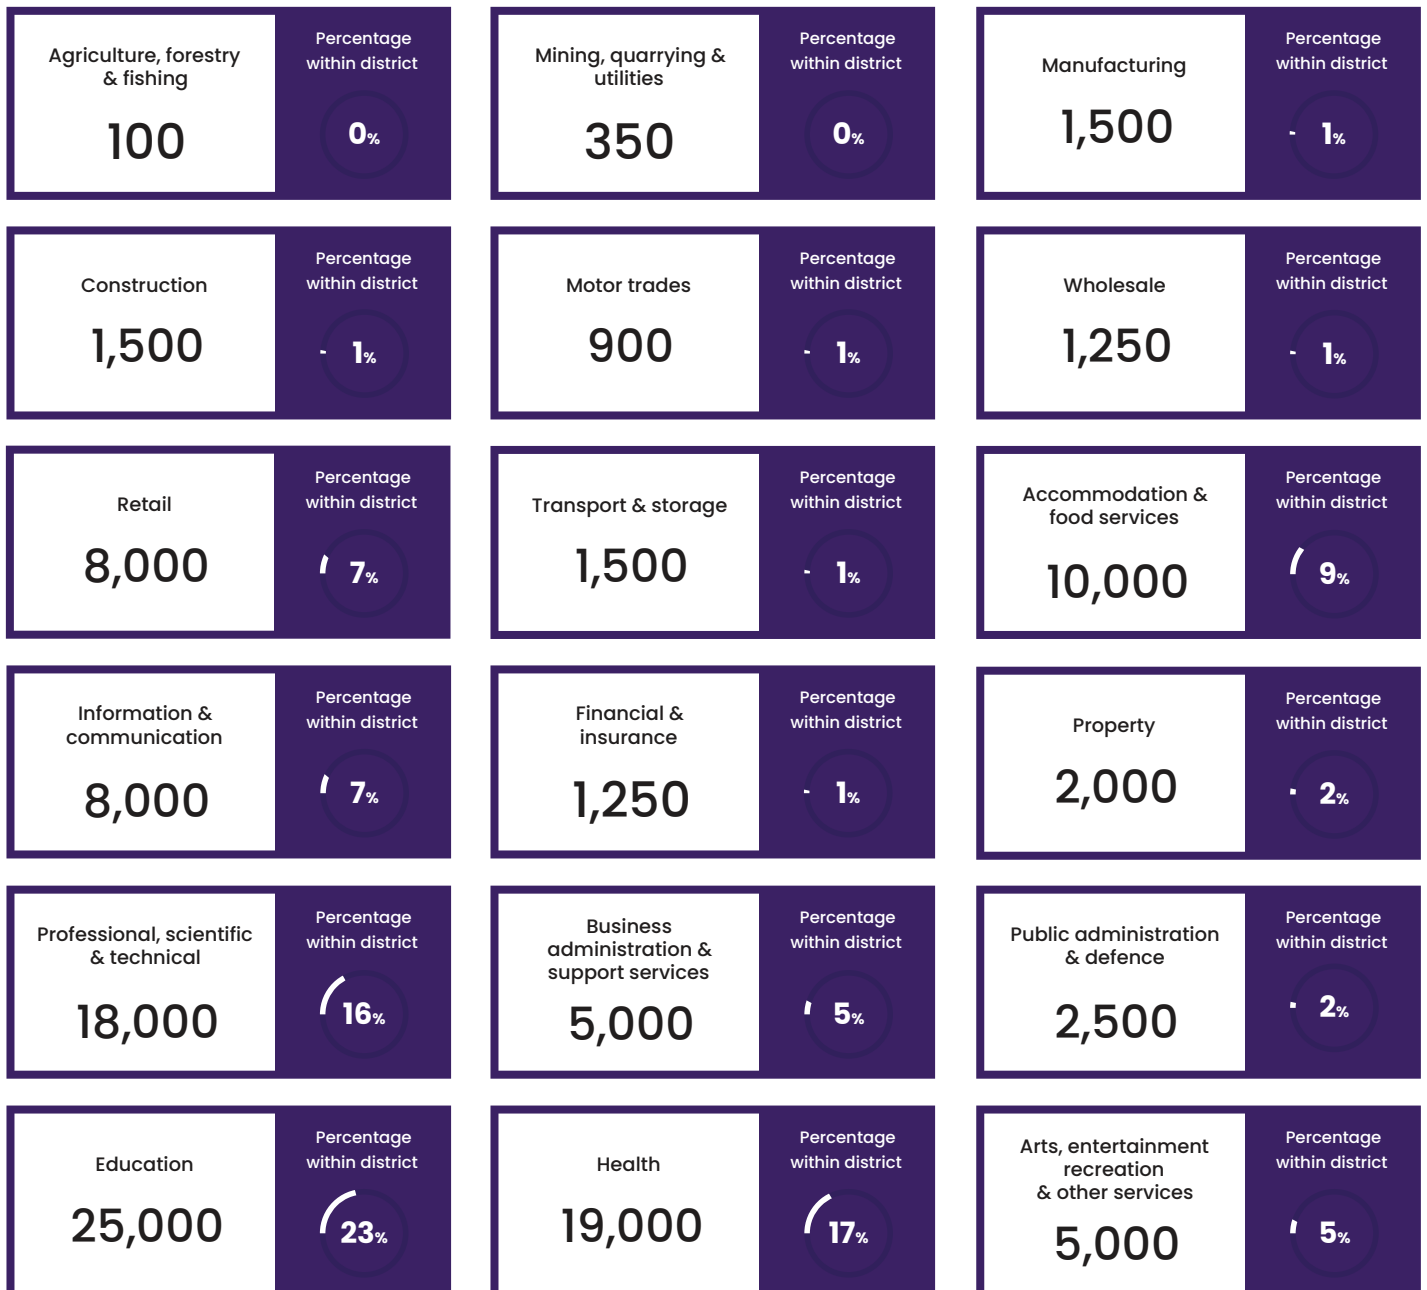 Agriculture, forestry
& fishing
100
Percentage
within district
0%
Mining, quarrying &
utilities
350
Percentage
within district
0%
Manufacturing
1,500
Percentage
within district
1%
Construction
1,500
Percentage
within district
1%
Motor trades
900
Percentage
within district
1%
Wholesale
1,250
Percentage
within district
1%
Retail
8,000
Percentage
within district
7%
Transport & storage
1,500
Percentage
within district
1%
Accommodation &
food services
10,000
Percentage
within district
9%
Information &
communication
8,000
Percentage
within district
7%
Financial &
insurance
1,250
Percentage
within district
1%
Property
2,000
Percentage
within district
2%
Professional, scientific
& technical
18,000
Percentage
within district
16%
Business
administration &
support services
5,000
Percentage
within district
5%
Public administration
& defence
2,500
Percentage
within district
2%
Education
25,000
Percentage
within district
23%
Health
19,000
Percentage
within district
17%
Arts, entertainment
recreation
& other services
5,000
Percentage
within district
5%